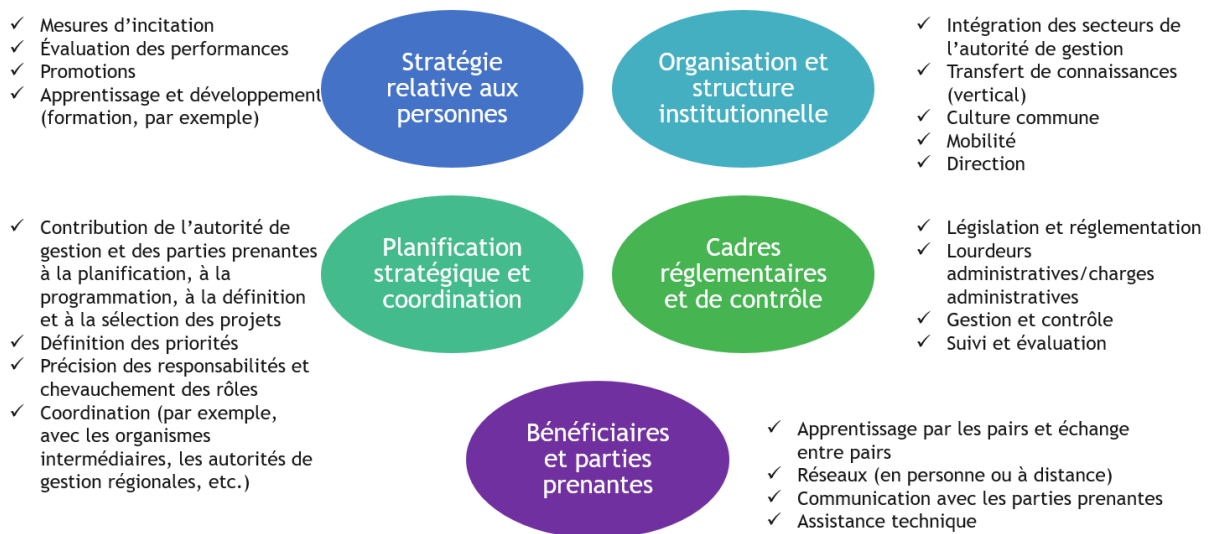 ✓ Mesures d’incitation
✓ Évaluation des performances
✓ Promotions
✓ Apprentissage et développement
(formation, par exemple)
Stratégie
relative aux
personnes
Organisation et
structure
institutionnelle
✓ Intégration des secteurs de
l’autorité de gestion
✓ Transfert de connaissances
(vertical)
✓ Culture commune
✓ Mobilité
✓ Direction
✓ Contribution de l’autorité de
gestion et des parties prenantes
à la planification, à la
programmation, à la définition
et à la sélection des projets
✓ Définition des priorités
✓ Précision des responsabilités et
chevauchement des rôles
✓ Coordination (par exemple,
avec les organismes
intermédiaires, les autorités de
gestion régionales, etc.)
Planification
stratégique et
coordination
Cadres
réglementaires
et de contrôle
✓ Législation et réglementation
✓ Lourdeurs
administratives/charges
administratives
✓ Gestion et contrôle
✓ Suivi et évaluation
Bénéficiaires
et parties
prenantes
✓ Apprentissage par les pairs et échange
entre pairs
✓ Réseaux (en personne ou à distance)
✓ Communication avec les parties prenantes
✓ Assistance technique